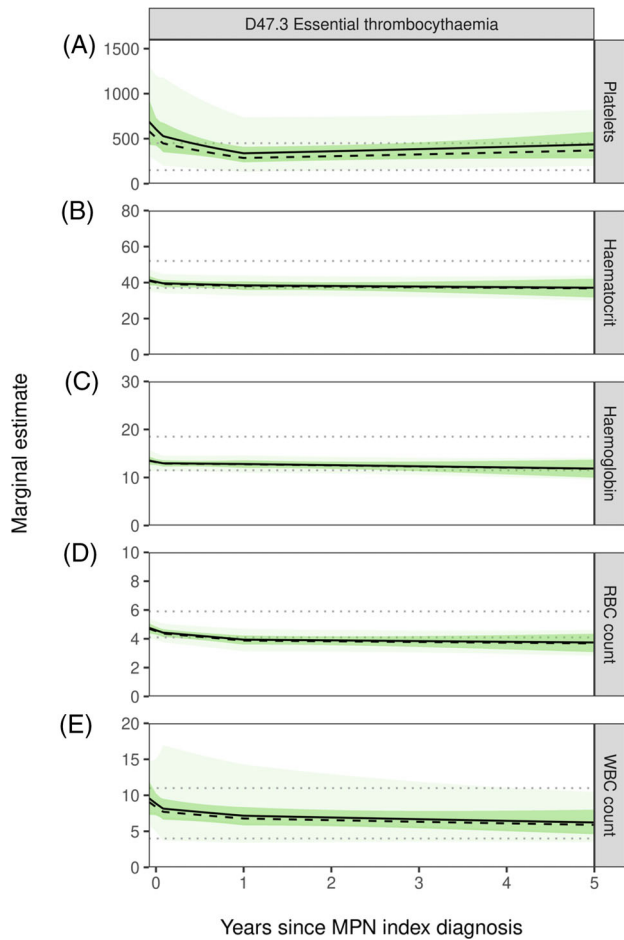 D47.3 Essential thrombocythaemia
(A)
1500
1000
500
0
Platelets
(B)
80
60
40
20
0
Haematocrit
(C)
30
20
10
0
Haemoglobin
(D)
10
8
6
4
2
0
RBC count
(E)
20
15
10
5
0
WBC count
Marginal estimate
0 1 2 3 4 5
Years since MPN index diagnosis